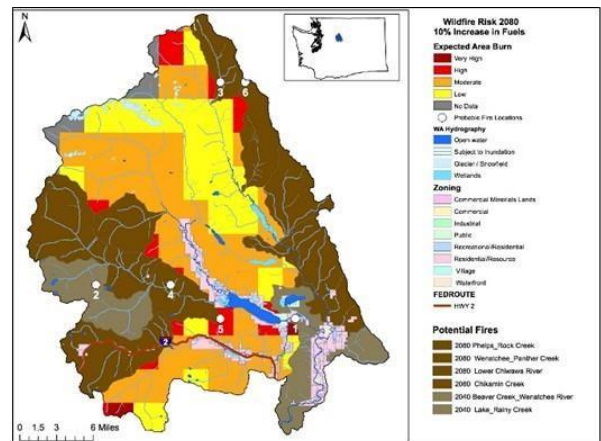 N
Wildfire Risk 2080
10% Increase in Fuels
Expected Area Burn
Very High
High
Moderate
Low
No Data
Probable Fire Locations
WA Hydrography
Open water
Subject to Inundation
Glacier / Snowfield
Wetlands
Zoning
Commercial Minerals Lands
Commercial
Industrial
Public
Recreational/Residential
Residential/Resource
Village
Waterfront
FEDROUTE
HWY 2
Potential Fires
2080 Phelps_Rock Creek
2080 Wenatchee_Panther Creek
2080 Lower Chiwawa River
2080 Chikamin Creek
2040 Beaver Creek_Wenatchee River
2040 Lake_Rainy Creek
3
6
2
4
5
1
2
0 1.5 3 6 Miles